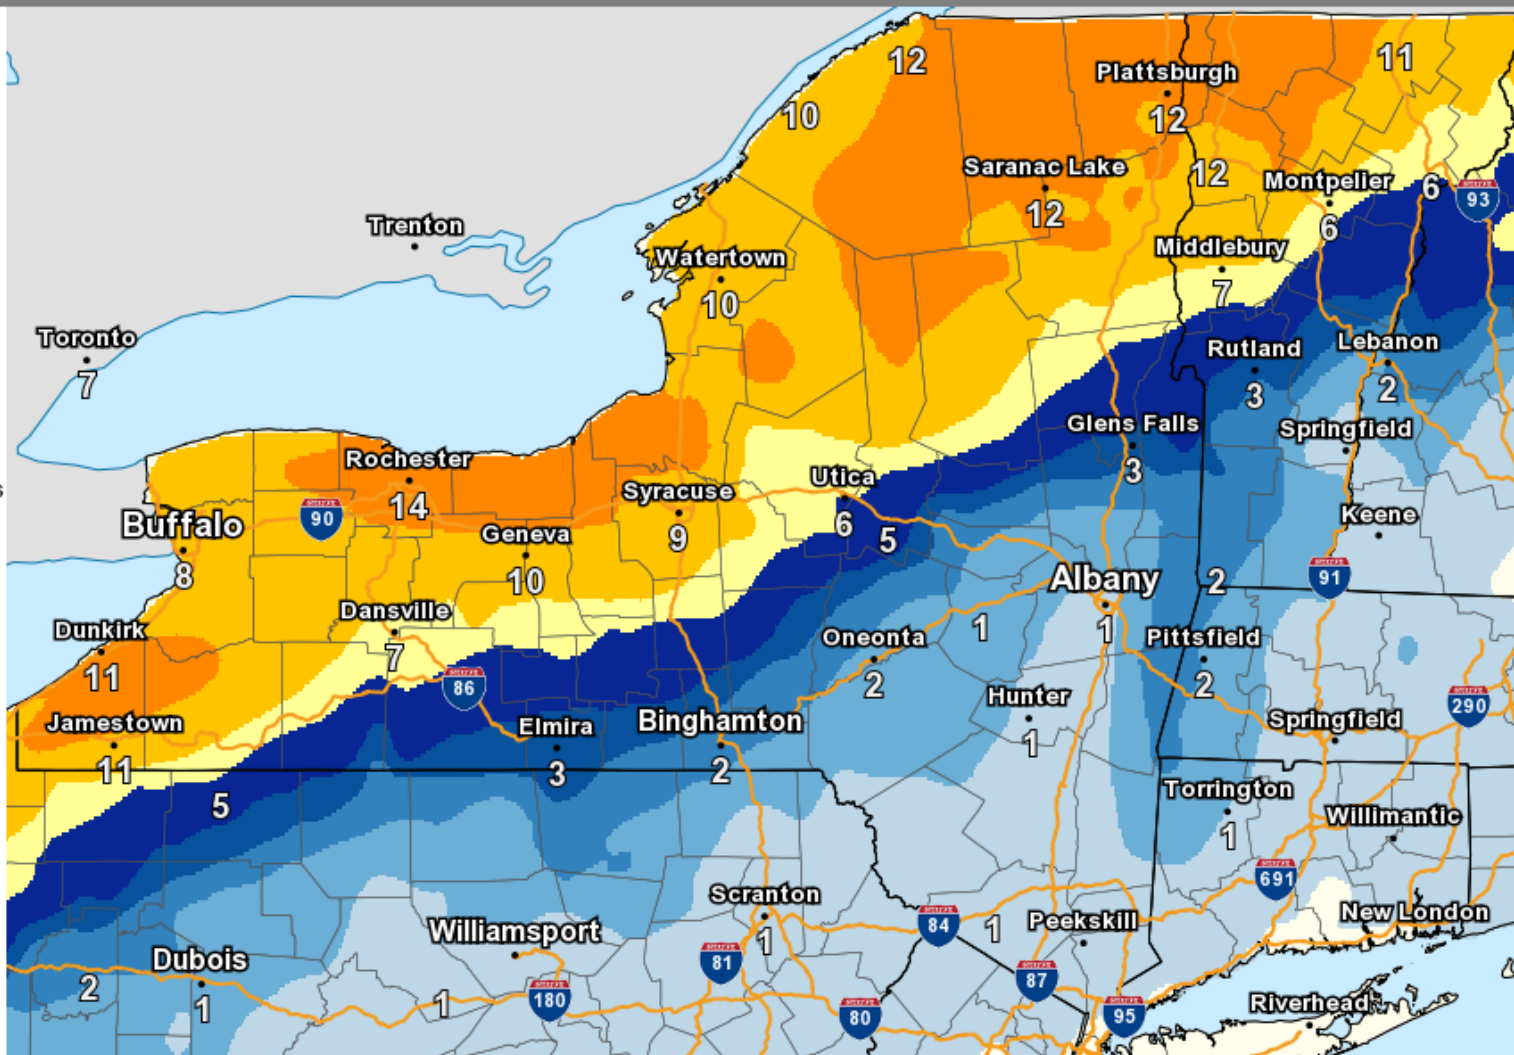 12
11
Plattsburgh
12
10
Saranac Lake
12
12
Montpelier
6
6
93
Trenton
Middlebury
7
Watertown
10
Toronto
7
Rutland
3
Lebanon
2
Glens Falls
3
Springfield
Rochester
14
90
Syracuse
9
Utica
6
5
Keene
Buffalo
8
Geneva
10
Albany
1
2
91
Dansville
7
Dunkirk
11
Oneonta
2
1
Pittsfield
2
86
Hunter
1
290
Jamestown
11
Elmira
3
Binghamton
2
Springfield
5
Torrington
1
Willimantic
691
Scranton
1
84
1
Peekskill
New London
Williamsport
81
Dubois
1
2
1
180
80
87
95
Riverhead